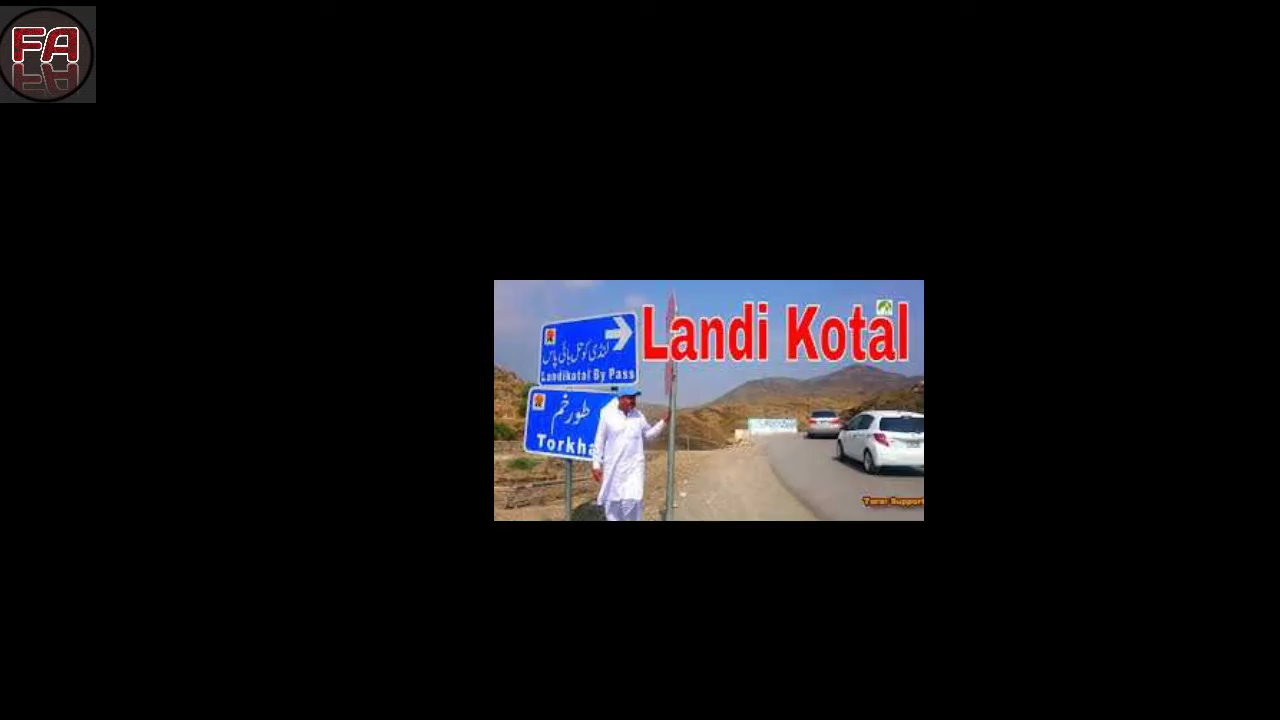 FA
Landi Kotal
لنڈی کوتل بائی پاس
Landikotal By Pass
طورخم
Torkha